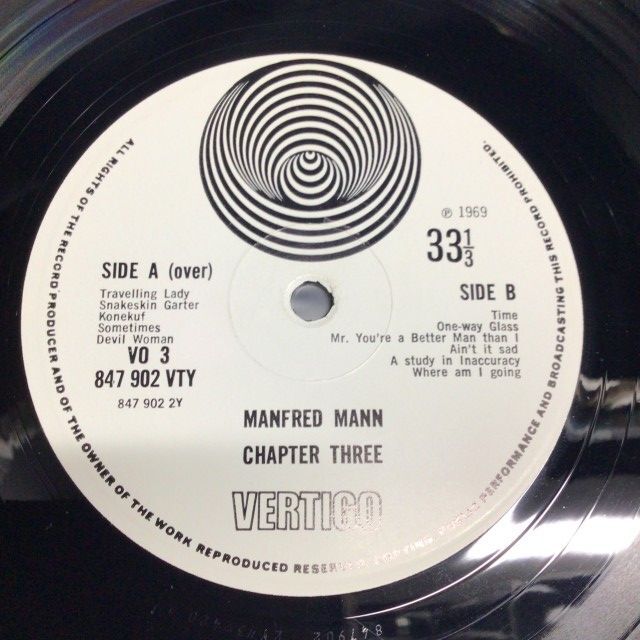 ℗ 1969
33 1/3
SIDE A (over)
Travelling Lady
Snakeskin Garter
Konekuf
Sometimes
Devil Woman
VO 3
847 902 VTY
847 902 2Y
SIDE B
Time
One-way Glass
Mr. You're a Better Man than I
Ain't it sad
A study in Inaccuracy
Where am I going
MANFRED MANN
CHAPTER THREE
VERTIGO
ALL RIGHTS OF THE RECORD PRODUCER AND OF THE OWNER OF THE WORK REPRODUCED RESERVED PERFORMANCE AND BROADCASTING THIS RECORD PROHIBITED.